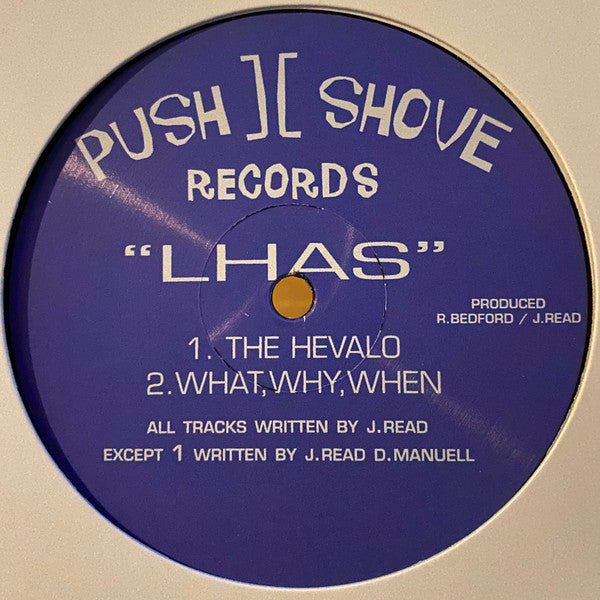 PUSH ][ SHOVE
RECORDS
“LHAS”
PRODUCED
R.BEDFORD / J.READ
1. THE HEVALO
2.WHAT,WHY,WHEN
ALL TRACKS WRITTEN BY J.READ
EXCEPT 1 WRITTEN BY J.READ D.MANUELL